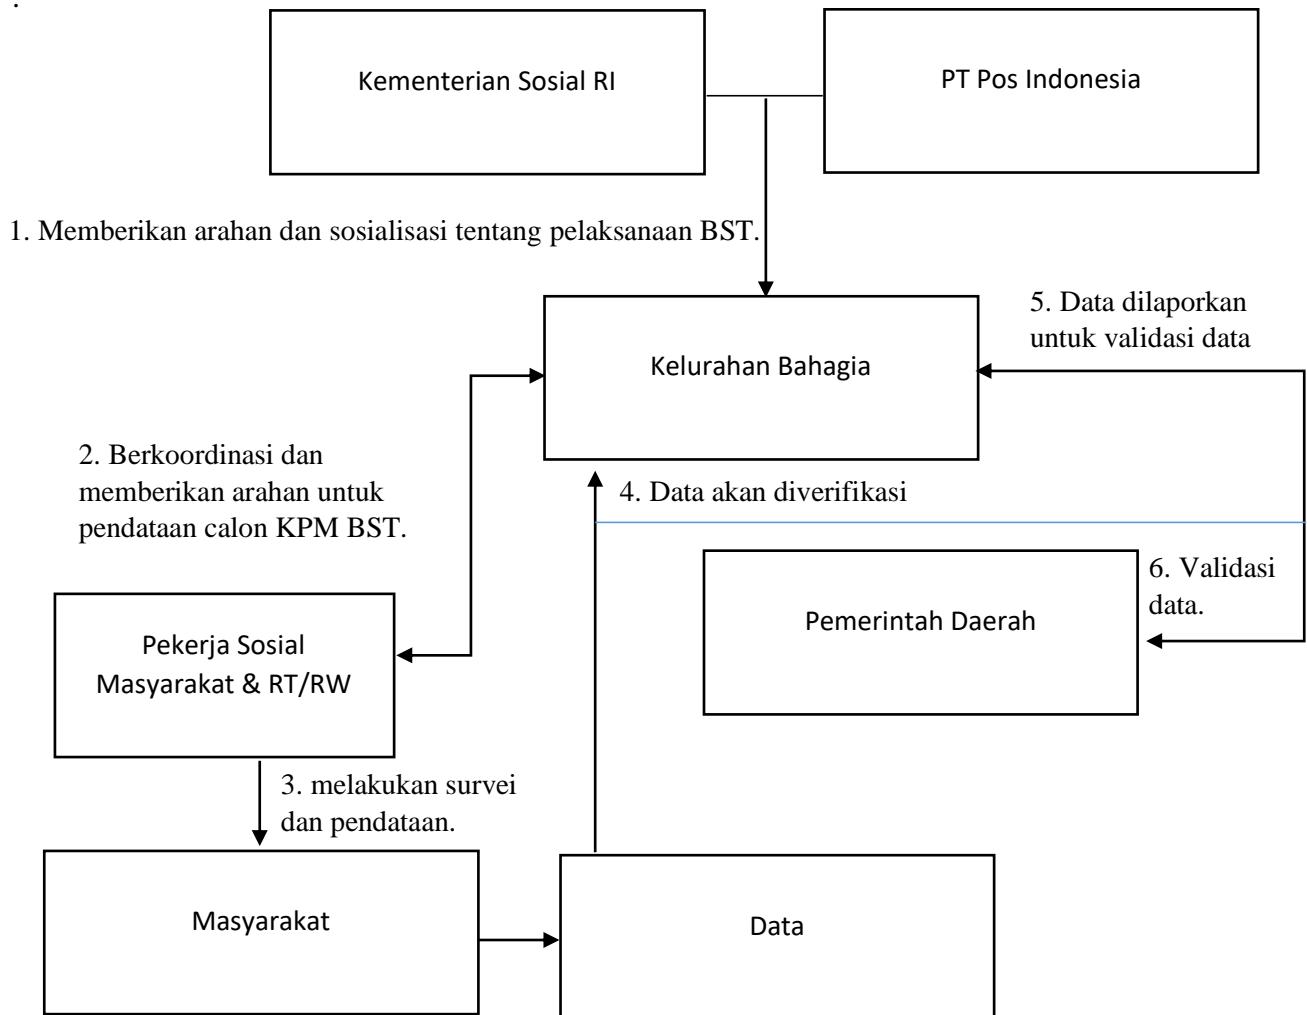 .
Kementerian Sosial RI
PT Pos Indonesia
1. Memberikan arahan dan sosialisasi tentang pelaksanaan BST.
Kelurahan Bahagia
5. Data dilaporkan
untuk validasi data
2. Berkoordinasi dan
memberikan arahan untuk
pendataan calon KPM BST.
4. Data akan diverifikasi
Pemerintah Daerah
6. Validasi
data.
Pekerja Sosial
Masyarakat & RT/RW
3. melakukan survei
dan pendataan.
Masyarakat
Data